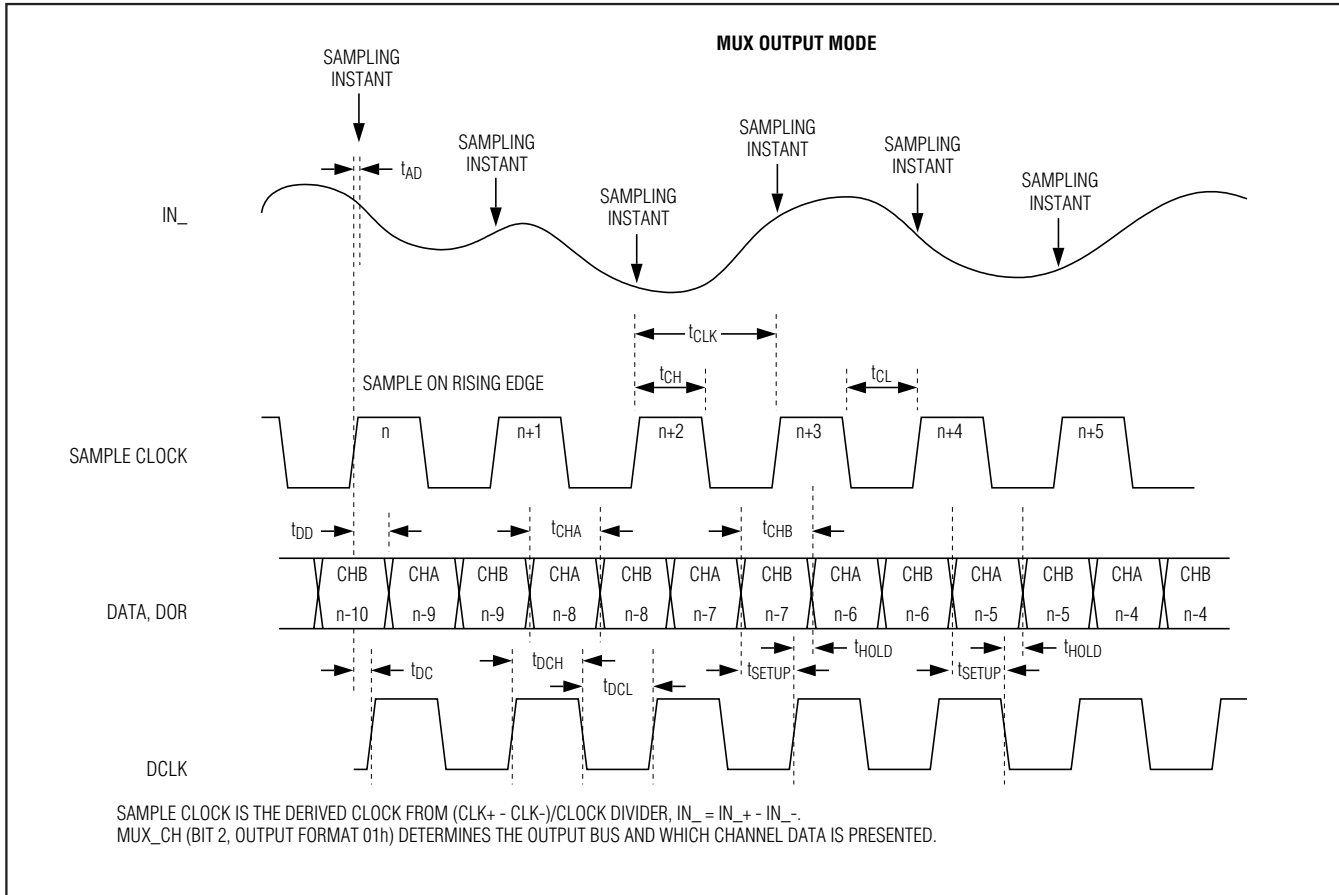 MUX OUTPUT MODE
SAMPLING
INSTANT
SAMPLING
INSTANT
SAMPLING
INSTANT
SAMPLING
INSTANT
SAMPLING
INSTANT
SAMPLING
INSTANT
tAD
IN_
tCLK
tCH
tCL
SAMPLE ON RISING EDGE
n
n+1
n+2
n+3
n+4
n+5
SAMPLE CLOCK
tDD
tCHA
tCHB
CHB CHA CHB CHA CHB CHA CHB CHA CHB CHA CHB CHA CHB
DATA, DOR
n-10 n-9 n-9 n-8 n-8 n-7 n-7 n-6 n-6 n-5 n-5 n-4 n-4
tDC
tDCH
tDCL
tSETUP
tHOLD
tSETUP
tHOLD
DCLK
SAMPLE CLOCK IS THE DERIVED CLOCK FROM (CLK+ - CLK-)/CLOCK DIVIDER, IN_ = IN_+ - IN_-.
MUX_CH (BIT 2, OUTPUT FORMAT 01h) DETERMINES THE OUTPUT BUS AND WHICH CHANNEL DATA IS PRESENTED.